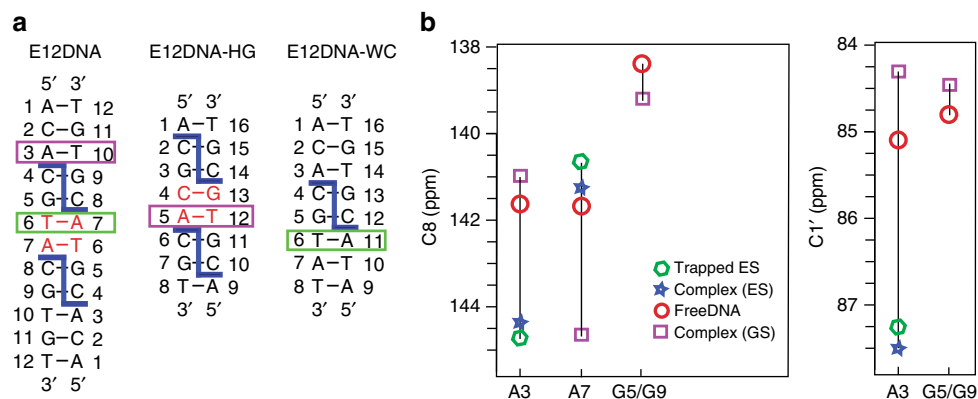 a
E12DNA
5′ 3′
1 A–T 12
2 C–G 11
3 A–T 10
4 C–G 9
5 G–C 8
6 T–A 7
7 A–T 6
8 C–G 5
9 G–C 4
10 T–A 3
11 G–C 2
12 T–A 1
3′ 5′
E12DNA-HG
5′ 3′
1 A–T 16
2 C–G 15
3 G–C 14
4 C–G 13
5 A–T 12
6 C–G 11
7 G–C 10
8 T–A 9
3′ 5′
E12DNA-WC
5′ 3′
1 A–T 16
2 C–G 15
3 A–T 14
4 C–G 13
5 G–C 12
6 T–A 11
7 A–T 10
8 T–A 9
3′ 5′
b
138
140
142
144
C8 (ppm)
Trapped ES
Complex (ES)
FreeDNA
Complex (GS)
A3 A7 G5/G9
84
85
86
87
C1′ (ppm)
A3 G5/G9